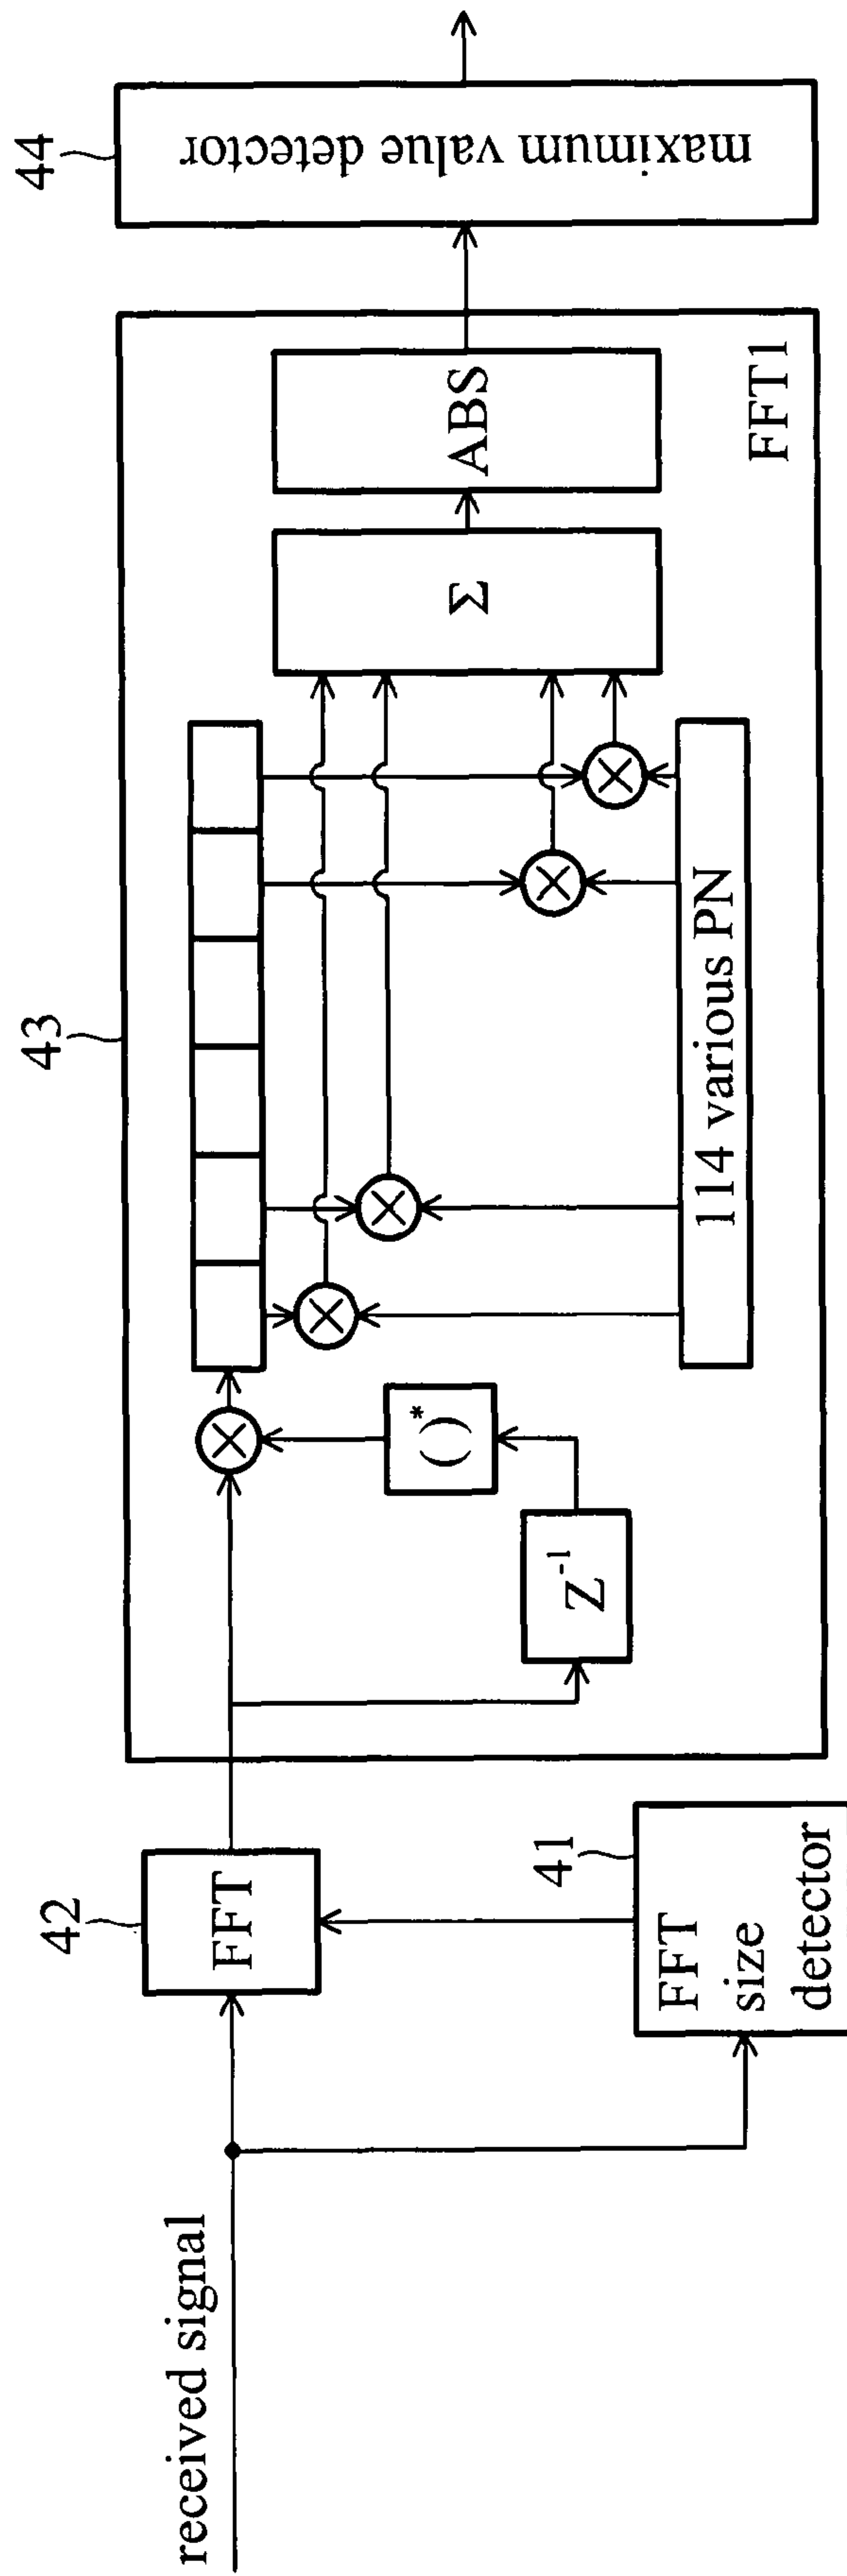 received signal
42
FFT
41
FFT
size
detector
43
Z⁻¹
( )*
114 various PN
Σ
ABS
FFT1
44
maximum value detector